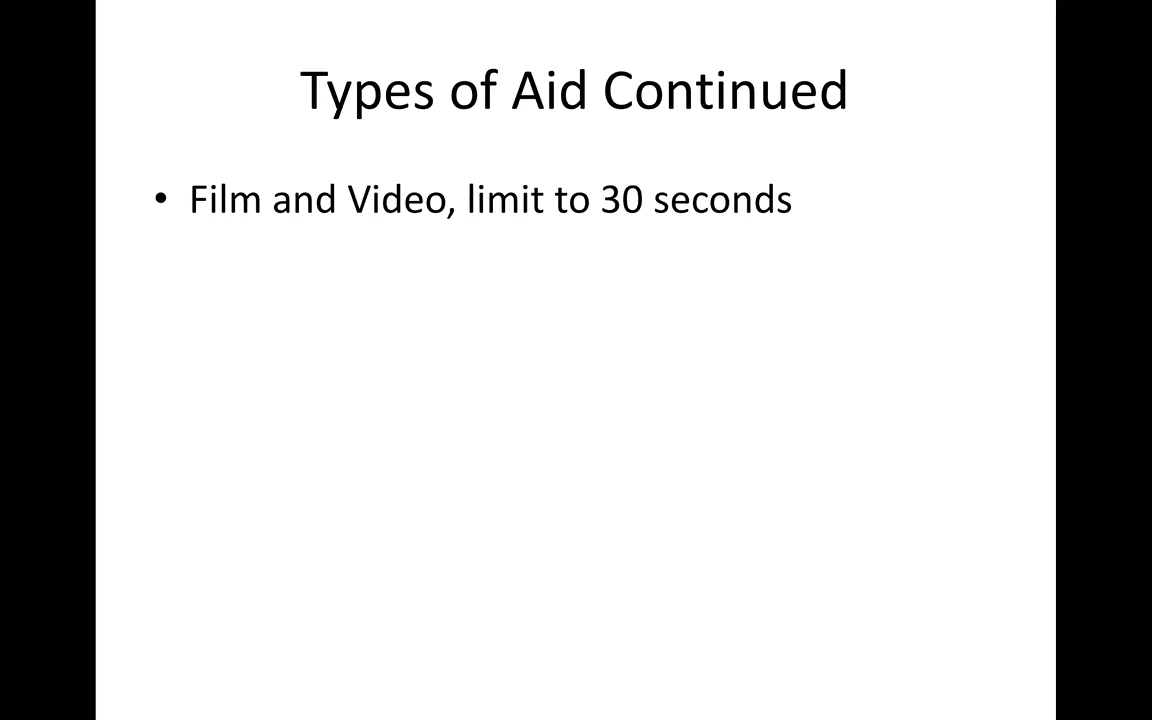 Types of Aid Continued
• Film and Video, limit to 30 seconds